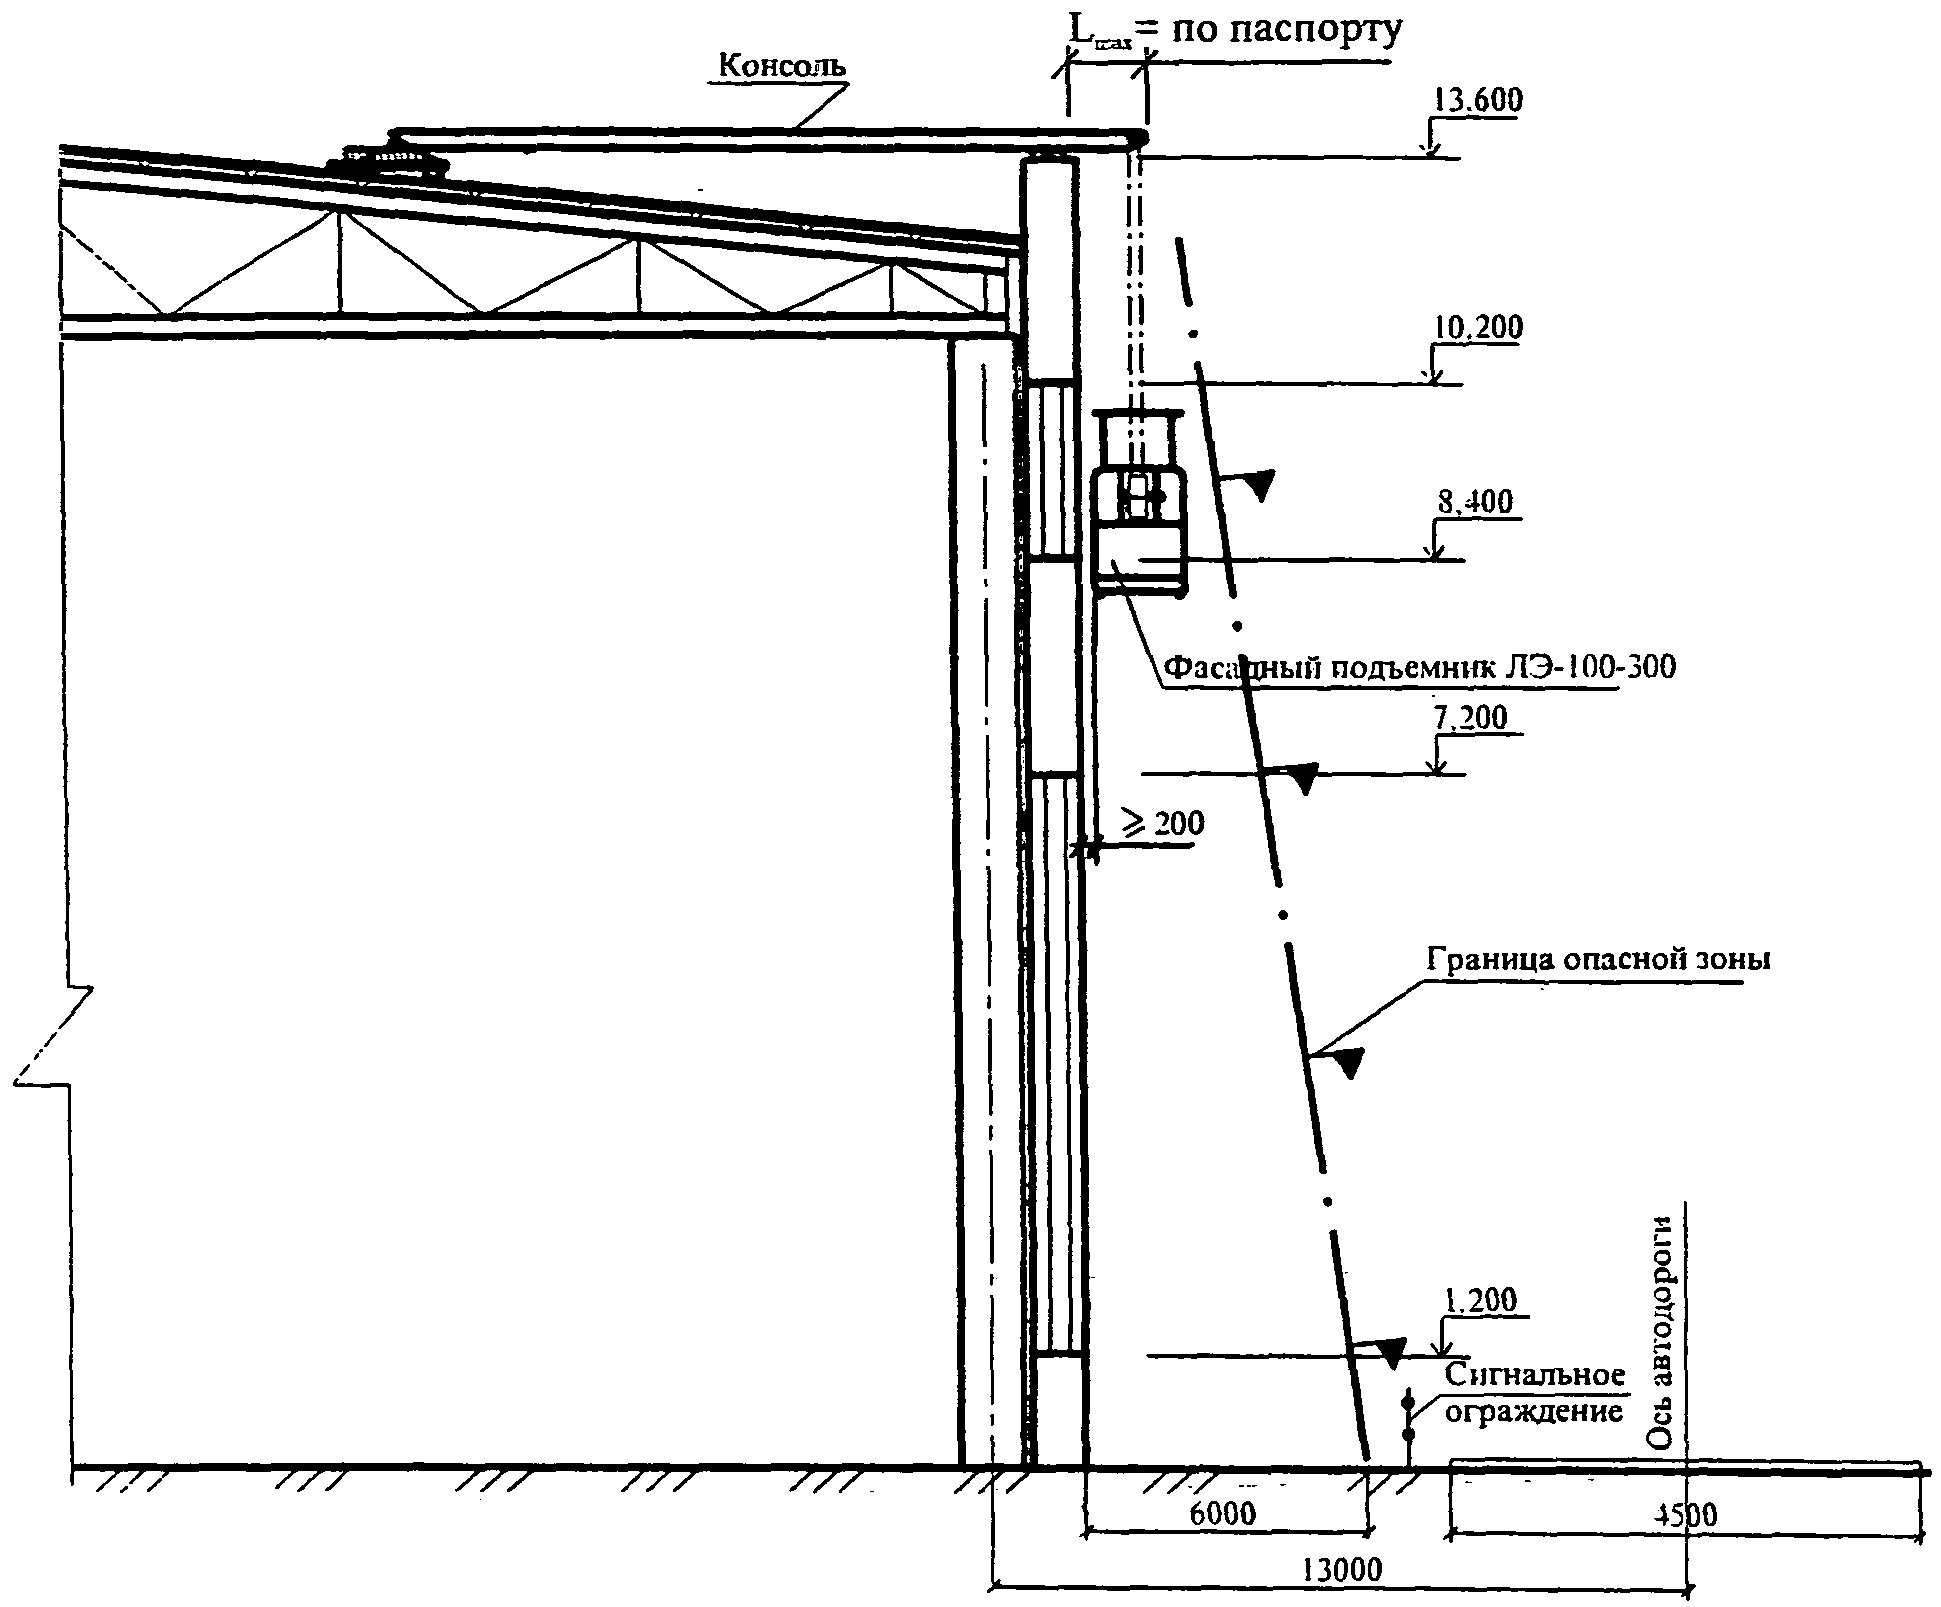 Lmax = по паспорту
Консоль
13.600
10.200
8.400
Фасадный подъемник ЛЭ-100-300
7.200
⩾ 200
Граница опасной зоны
1.200
Сигнальное
ограждение
Ось автодороги
6000
4500
13000